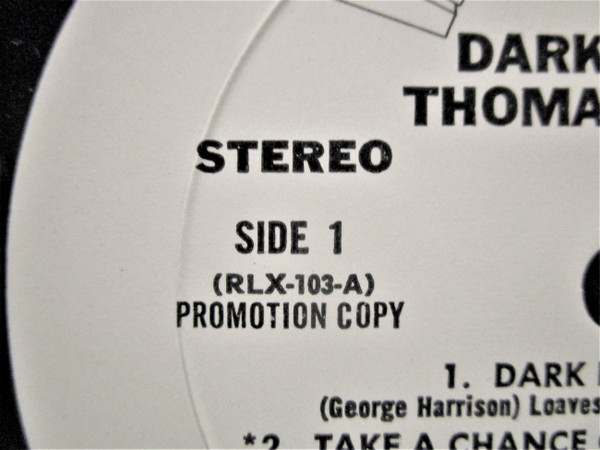 DARK
THOMA
STEREO
SIDE 1
(RLX-103-A)
PROMOTION COPY
1. DARK
(George Harrison) Loaves
*2. TAKE A CHANCE